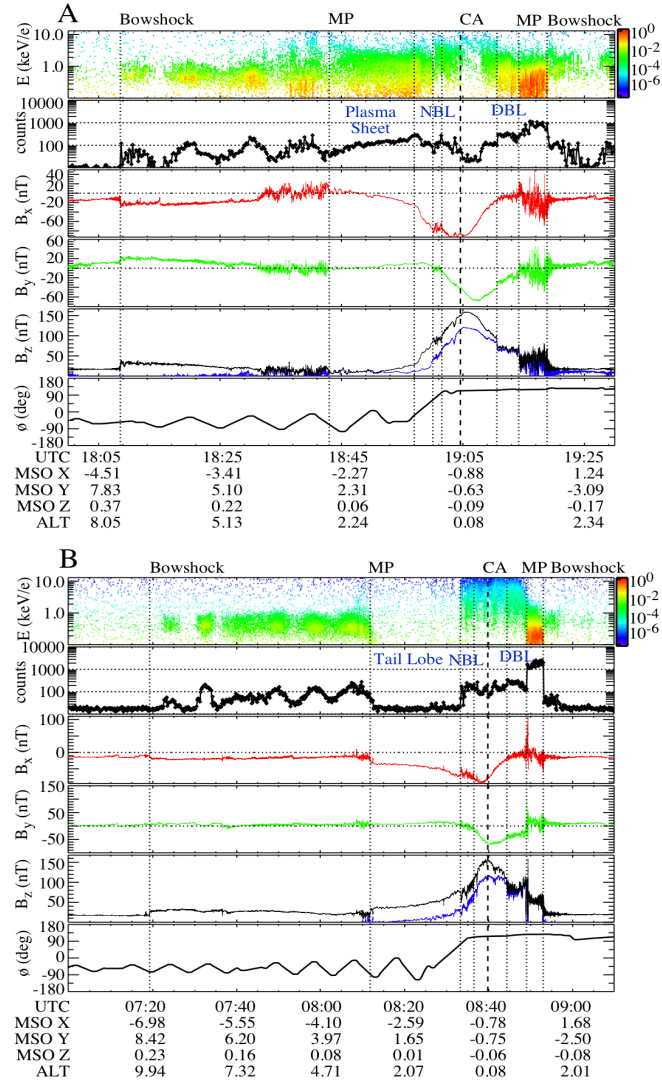 A
Bowshock MP CA MP Bowshock
E (keV/e)
10.0
1.0
10⁰
10⁻²
10⁻⁴
10⁻⁶
counts
10000
1000
100
Plasma Sheet NBL DBL
Bₓ (nT)
40
20
-20
-60
B_y (nT)
60
40
20
0
-60
B_z (nT)
150
100
50
0
ø (deg)
180
90
0
-90
-180
UTC 18:05 18:25 18:45 19:05 19:25
MSO X -4.51 -3.41 -2.27 -0.88 1.24
MSO Y 7.83 5.10 2.31 -0.63 -3.09
MSO Z 0.37 0.22 0.06 -0.09 -0.17
ALT 8.05 5.13 2.24 0.08 2.34
B
Bowshock MP CA MP Bowshock
E (keV/e)
10.0
1.0
10⁰
10⁻²
10⁻⁴
10⁻⁶
counts
10000
1000
100
Tail Lobe NBL DBL
Bₓ (nT)
100
0
B_y (nT)
150
50
-50
B_z (nT)
150
100
50
0
ø (deg)
180
90
0
-90
-180
UTC 07:20 07:40 08:00 08:20 08:40 09:00
MSO X -6.98 -5.55 -4.10 -2.59 -0.78 1.68
MSO Y 8.42 6.20 3.97 1.65 -0.75 -2.50
MSO Z 0.23 0.16 0.08 0.01 -0.06 -0.08
ALT 9.94 7.32 4.71 2.07 0.08 2.01